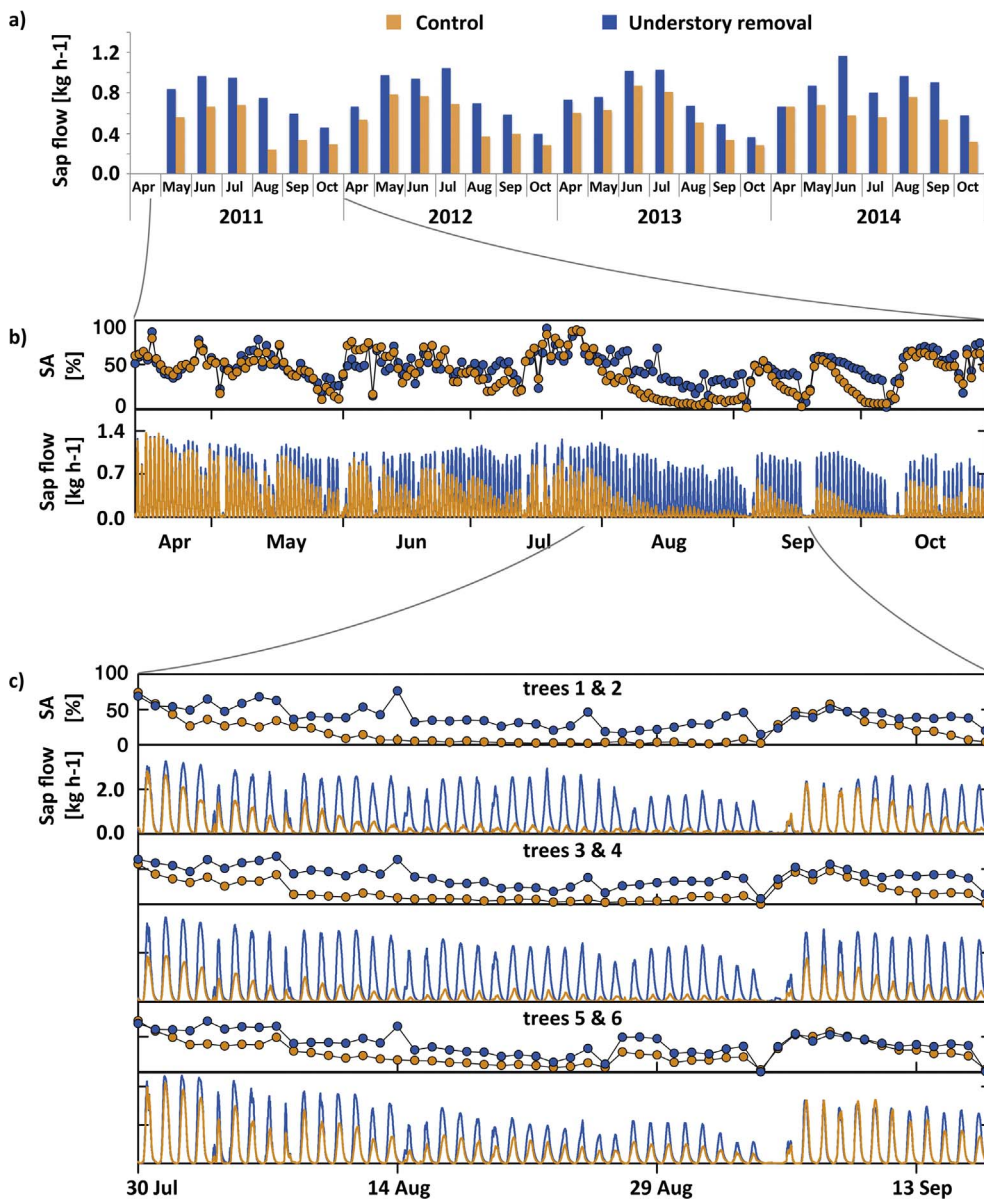 a)
Control Understory removal
Sap flow [kg h-1]
1.2
0.8
0.4
0.0
Apr May Jun Jul Aug Sep Oct Apr May Jun Jul Aug Sep Oct Apr May Jun Jul Aug Sep Oct Apr May Jun Jul Aug Sep Oct
2011 2012 2013 2014
b)
SA
[%]
100
50
0
Sap flow
[kg h-1]
1.4
0.7
0.0
Apr May Jun Jul Aug Sep Oct
c)
SA
[%]
100
50
0
trees 1 & 2
Sap flow
[kg h-1]
2.0
0.0
trees 3 & 4
trees 5 & 6
30 Jul 14 Aug 29 Aug 13 Sep